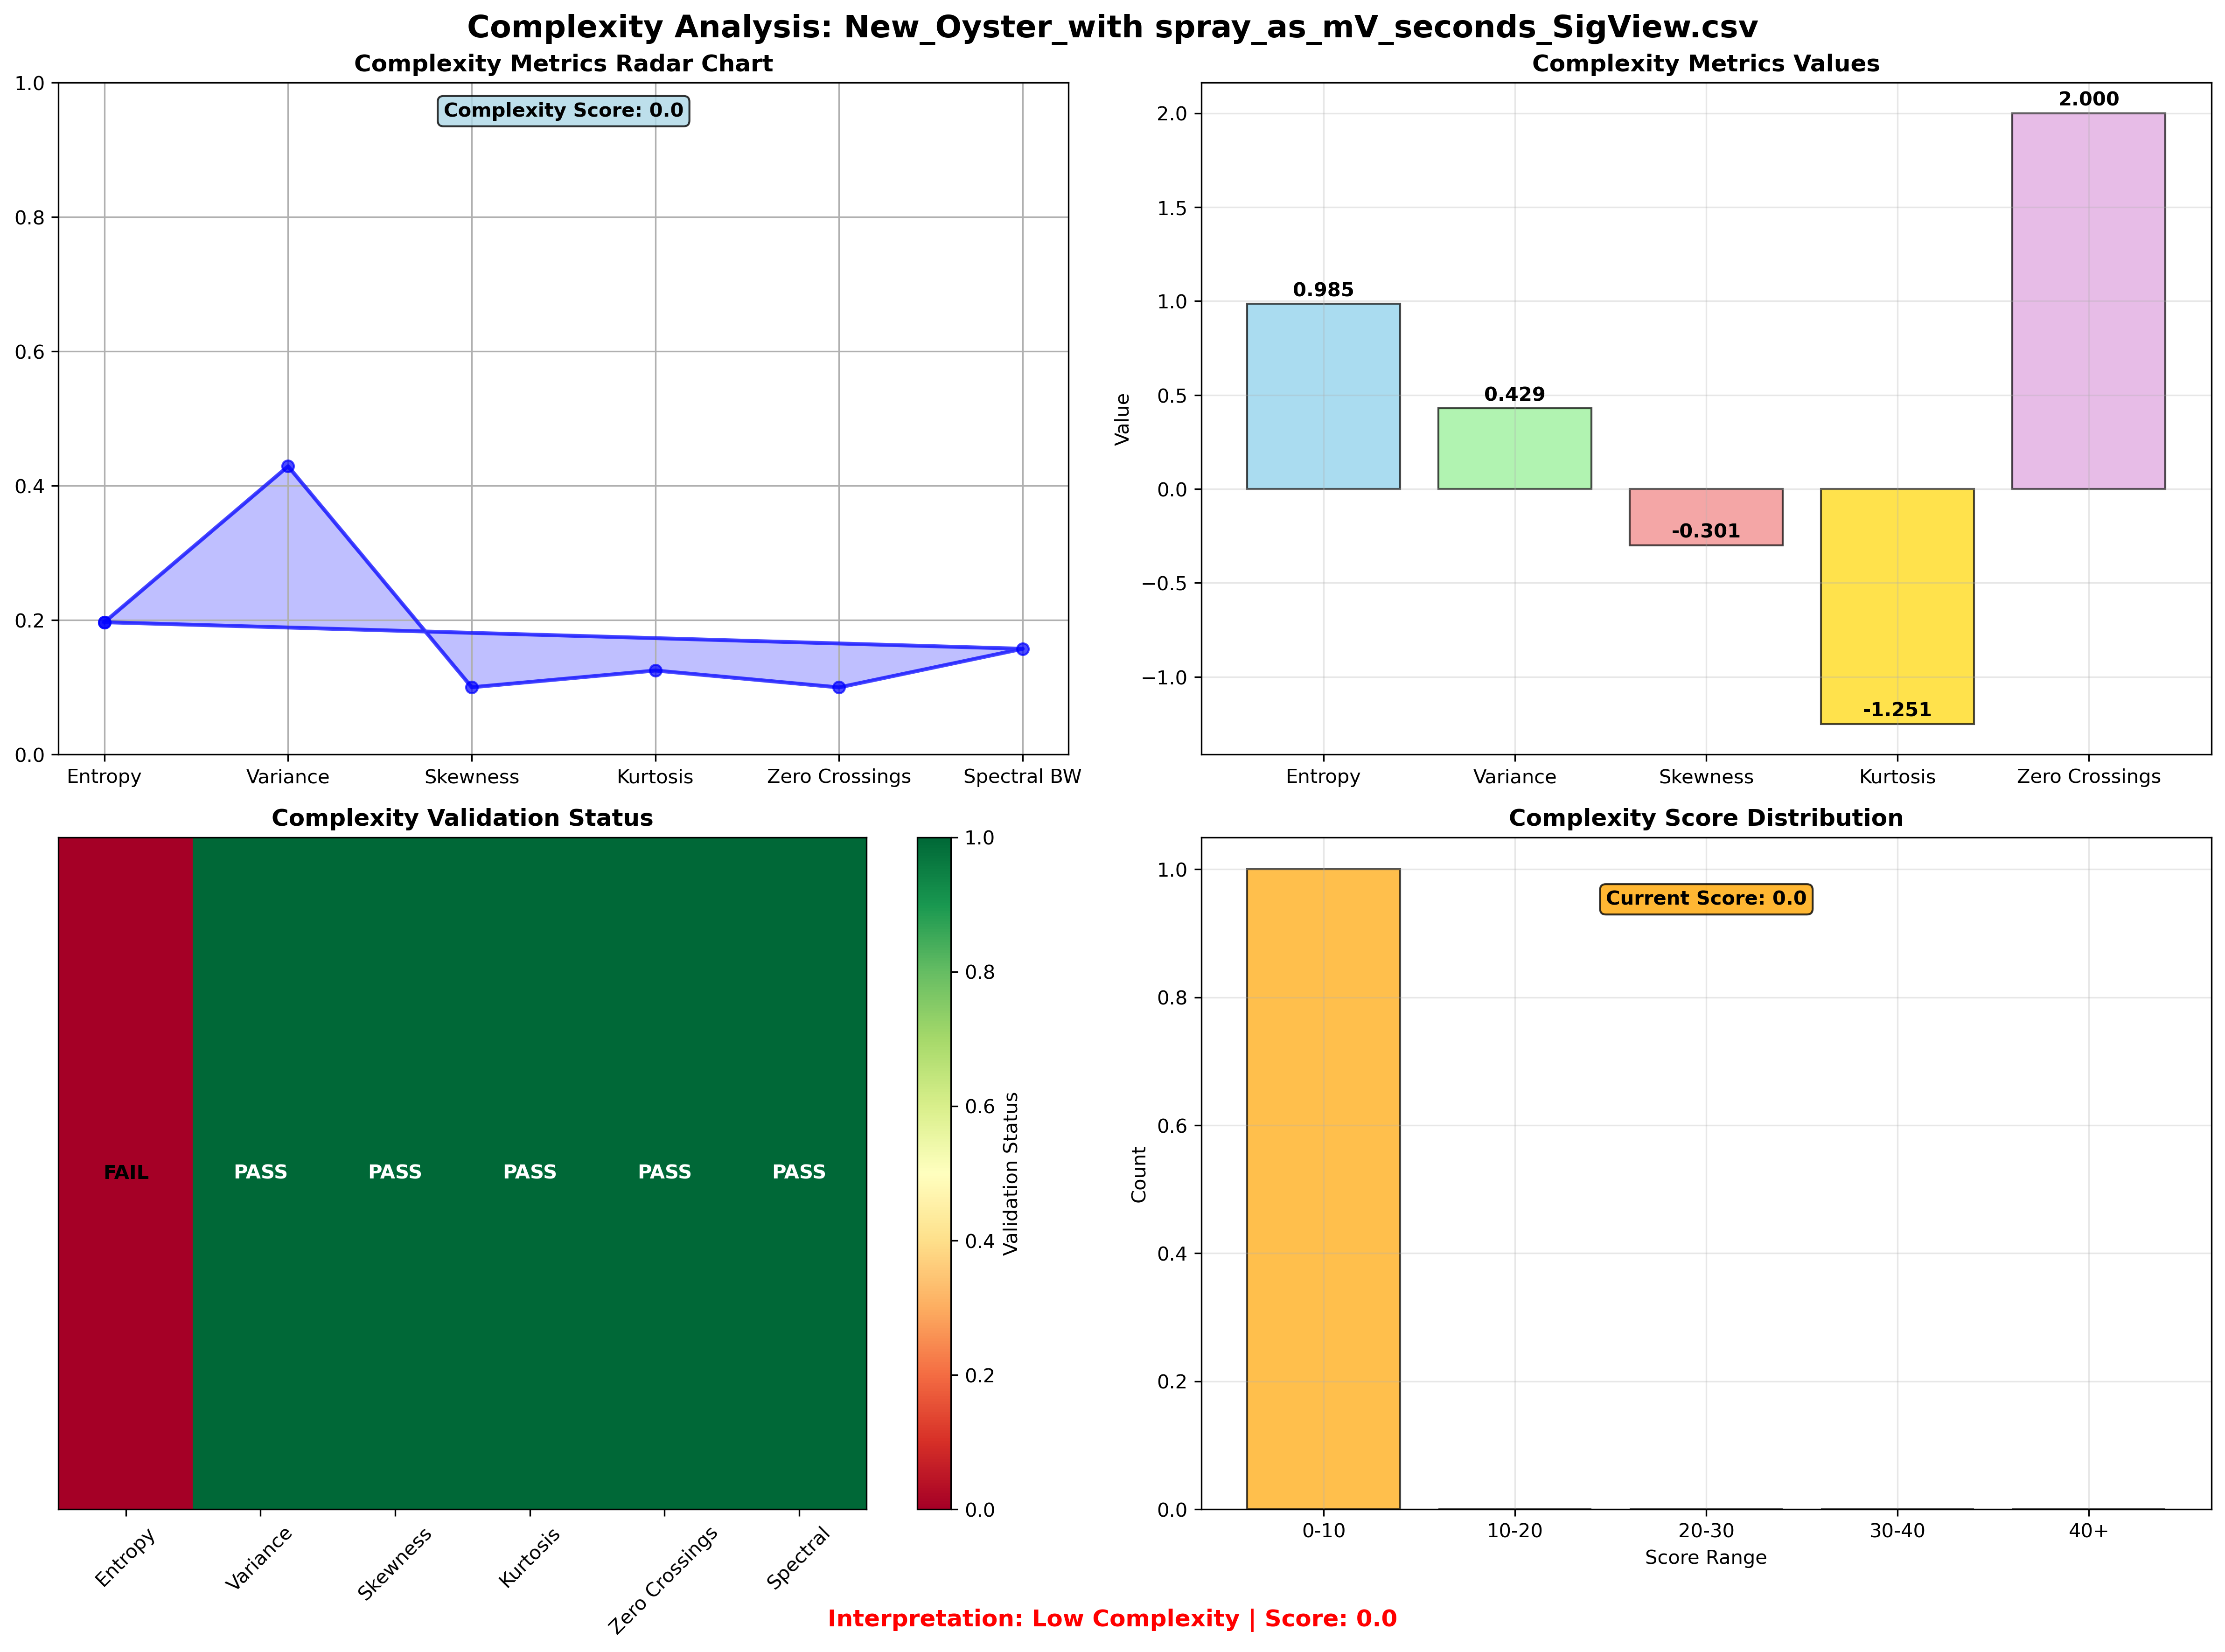 Complexity Analysis: New_Oyster_with spray_as_mV_seconds_SigView.csv
Complexity Metrics Radar Chart
Complexity Score: 0.0
1.0
0.8
0.6
0.4
0.2
0.0
Entropy Variance Skewness Kurtosis Zero Crossings Spectral BW
Complexity Metrics Values
Value
2.0
1.5
1.0
0.5
0.0
−0.5
−1.0
0.985
0.429
-0.301
-1.251
2.000
Entropy Variance Skewness Kurtosis Zero Crossings
Complexity Validation Status
FAIL PASS PASS PASS PASS PASS
Entropy Variance Skewness Kurtosis Zero Crossings Spectral
1.0
0.8
0.6
0.4
0.2
0.0
Validation Status
Complexity Score Distribution
Current Score: 0.0
Count
1.0
0.8
0.6
0.4
0.2
0.0
0-10 10-20 20-30 30-40 40+
Score Range
Interpretation: Low Complexity | Score: 0.0